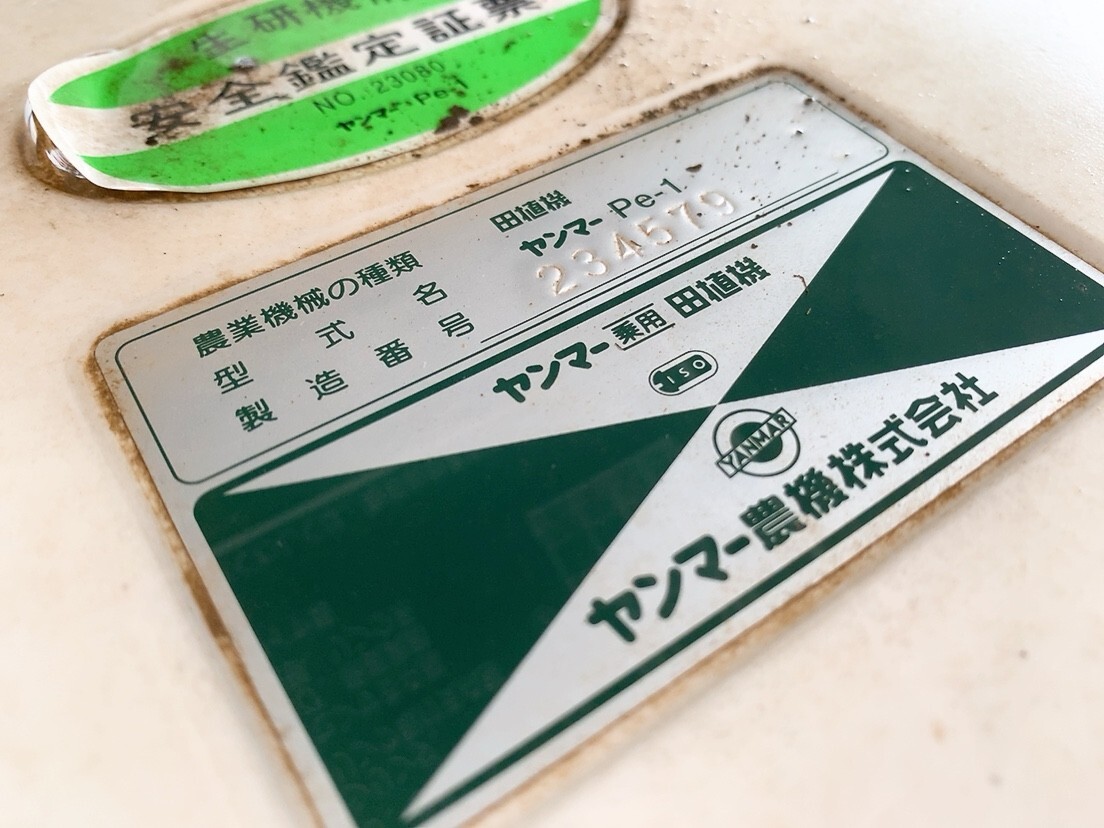 生研機
安全鑑定証票
NO. 23080
ヤンマー・Pe-1
農業機械の種類 田植機
型式名 ヤンマー Pe-1
製造番号 234579
ヤンマー乗用田植機
YANMAR
ヤンマー農機株式会社